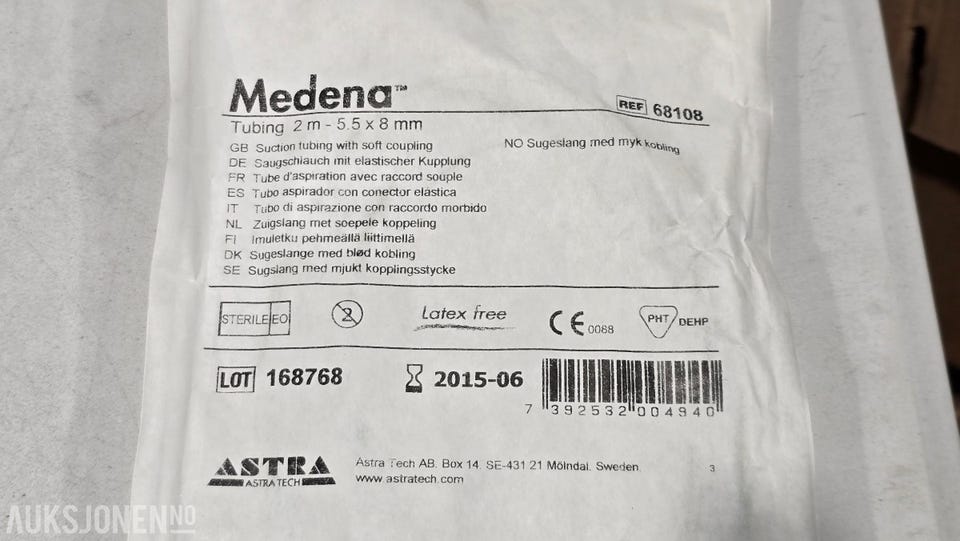 Medena™
REF 68108
Tubing 2 m - 5.5 x 8 mm
GB Suction tubing with soft coupling
NO Sugeslang med myk kobling
DE Saugschlauch mit elastischer Kupplung
FR Tube d'aspiration avec raccord souple
ES Tubo aspirador con conector elástica
IT Tubo di aspirazione con raccordo morbido
NL Zuigslang met soepele koppeling
FI Imuletku pehmeällä liittimellä
DK Sugeslange med blød kobling
SE Sugslang med mjukt kopplingsstycke
STERILE EO
2
Latex free
CE 0088
PHT DEHP
LOT 168768
2015-06
7 392532 004940
ASTRA
ASTRA TECH
Astra Tech AB. Box 14. SE-431 21 Mölndal. Sweden
3
www.astratech.com
AUKSJONEN.NO